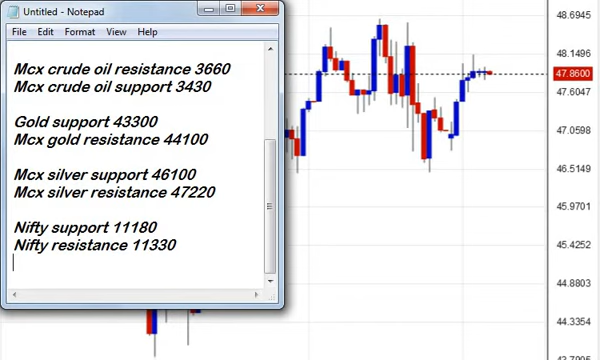 Untitled - Notepad
File Edit Format View Help
Mcx crude oil resistance 3660
Mcx crude oil support 3430
Gold support 43300
Mcx gold resistance 44100
Mcx silver support 46100
Mcx silver resistance 47220
Nifty support 11180
Nifty resistance 11330
48.6945
48.1496
47.8600
47.6047
47.0598
46.5149
45.9701
45.4252
44.8803
44.3354
43.7905